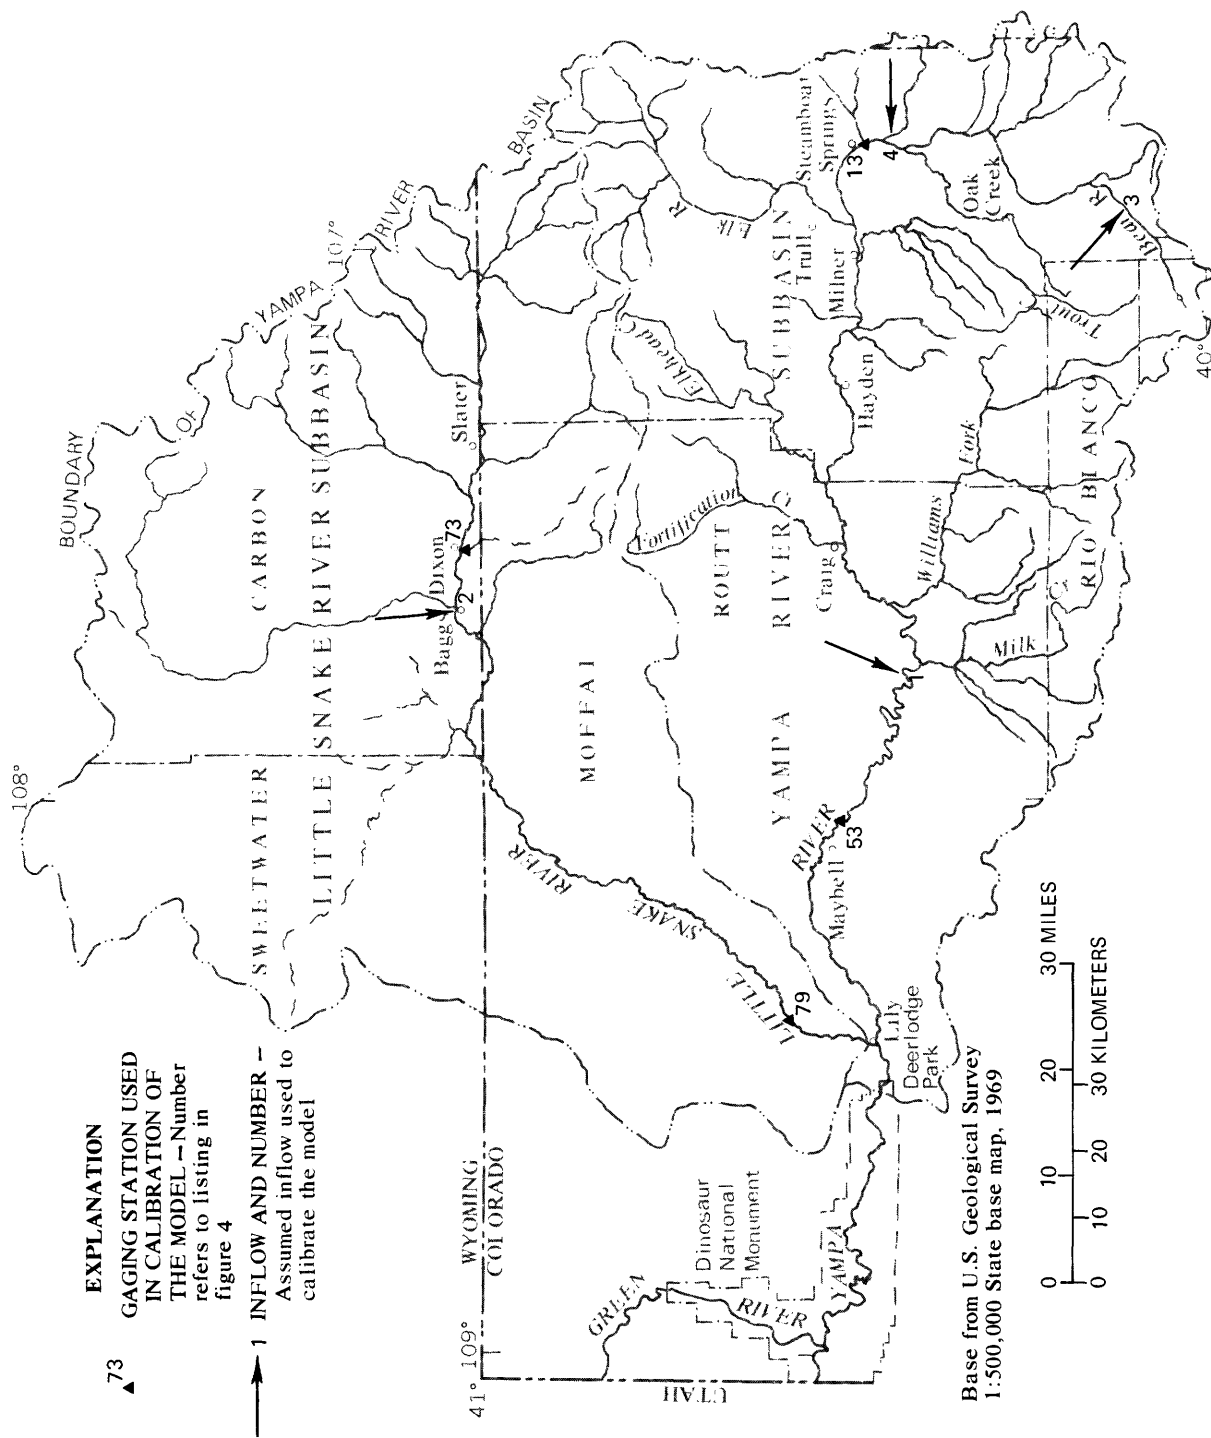 EXPLANATION
▲73 GAGING STATION USED
IN CALIBRATION OF
THE MODEL—Number
refers to listing in
figure 4
1 INFLOW AND NUMBER —
Assumed inflow used to
calibrate the model
108°
BOUNDARY
OF
YAMPA
RIVER
BASIN
107°
SWEETWATER
CARBON
LITTLE SNAKE RIVER SUBBASIN
Baggs
Dixon
Slater
2
73
WYOMING
COLORADO
41°
109°
UTAH
GREEN
RIVER
Dinosaur
National
Monument
YAMPA
LITTLE
SNAKE
RIVER
79
MOFFAT
ROUTT
YAMPA RIVER SUBBASIN
Fortification
Elkhead C
Elk
R
Steamboat
Springs
13
4
Trull
Milner
Hayden
Craig
RIVER
Maybell
53
1
Lily
Deerlodge
Park
Williams
Fork
Milk
Cr
Oak
Creek
Trout
Bear
R
3
RIO BLANCO
40°
0 10 20 30 MILES
0 10 20 30 KILOMETERS
Base from U.S. Geological Survey
1:500,000 State base map, 1969